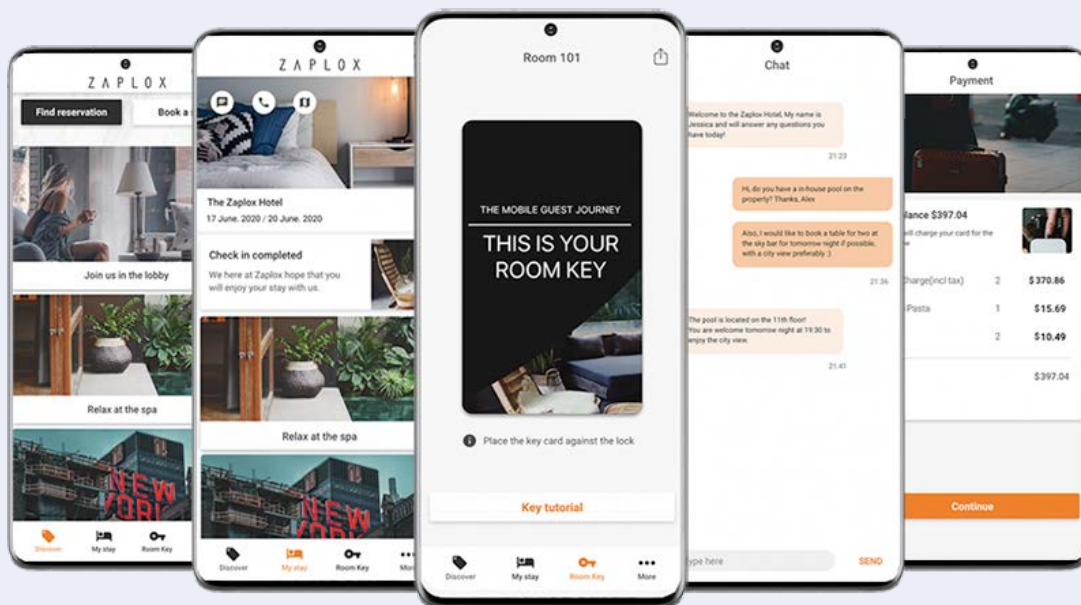 ZAPLOX
Find reservation
Book a
Join us in the lobby
Relax at the spa
NEW
YORK
Discover
My stay
Room Key
ZAPLOX
The Zaplox Hotel
17 June. 2020 / 20 June. 2020
Check in completed
We here at Zaplox hope that you
will enjoy your stay with us.
Relax at the spa
NEW
YORK
Discover
My stay
Room Key
Room 101
THE MOBILE GUEST JOURNEY
THIS IS YOUR
ROOM KEY
Place the key card against the lock
Key tutorial
Discover
My stay
Room Key
More
Chat
Welcome to the Zaplox Hotel. My name is
Jessica and will answer any questions you
have today!
21:23
Hi, do you have a in-house pool on the
property? Thanks, Alex
Also, I would like to book a table for two at
the sky bar for tomorrow night if possible,
with a city view preferably :)
21:36
The pool is located on the 11th floor!
You are welcome tomorrow night at 19:30 to
enjoy the city view.
21:41
ype here
SEND
Payment
lance $397.04
will charge your card for the
Charge(incl tax) 2 $370.86
Pasta 1 $15.69
2 $10.49
$397.04
Continue